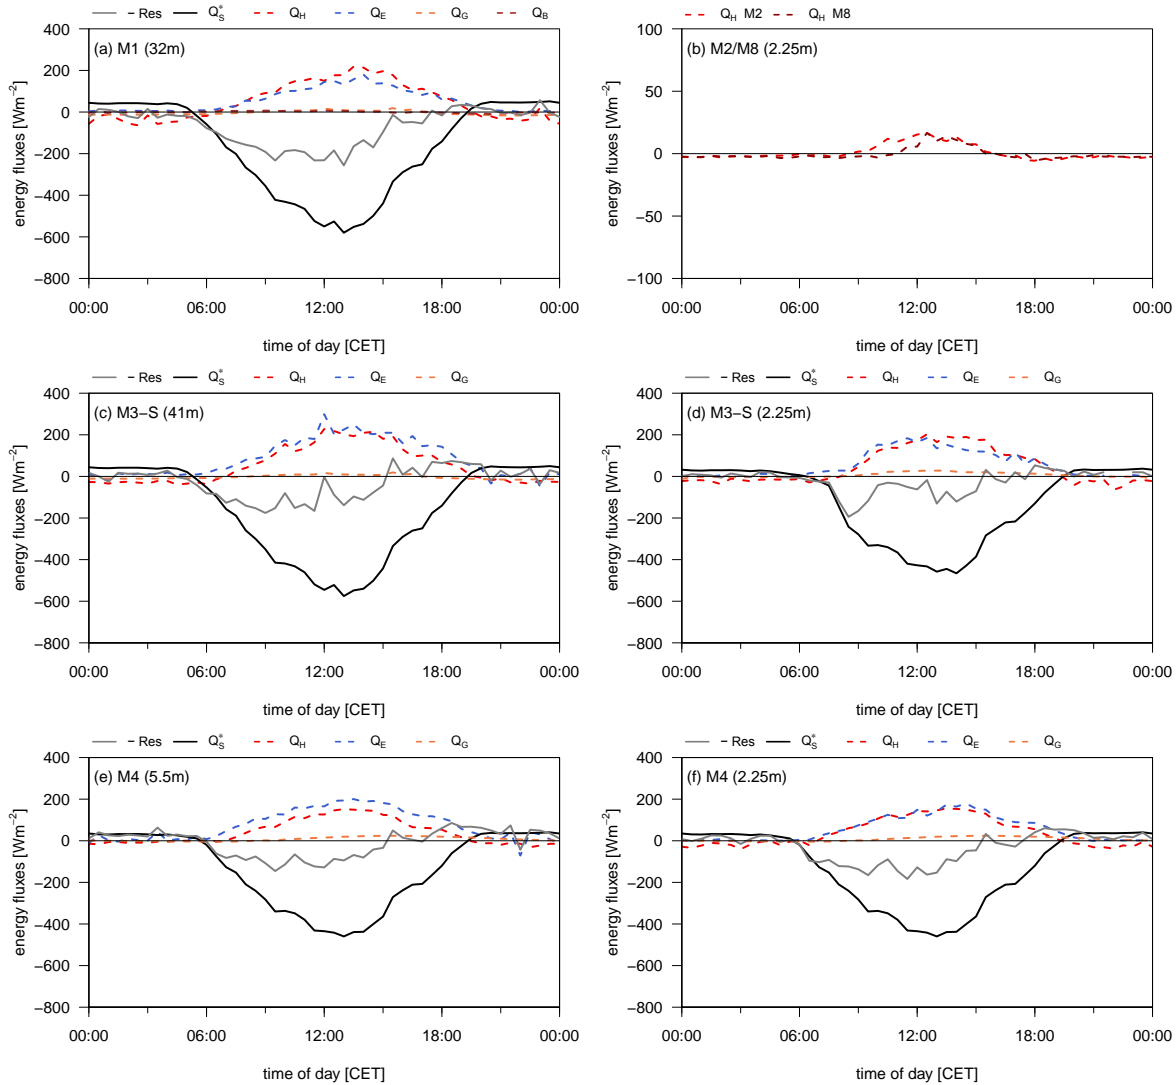 − Res Q*S QH QE QG QB
(a) M1 (32m)
energy fluxes [Wm−2]
400
200
0
−200
−400
−600
−800
00:00 06:00 12:00 18:00 00:00
time of day [CET]
QH M2 QH M8
(b) M2/M8 (2.25m)
energy fluxes [Wm−2]
100
50
0
−50
−100
00:00 06:00 12:00 18:00 00:00
time of day [CET]
− Res Q*S QH QE QG
(c) M3−S (41m)
energy fluxes [Wm−2]
400
200
0
−200
−400
−600
−800
00:00 06:00 12:00 18:00 00:00
time of day [CET]
− Res Q*S QH QE QG
(d) M3−S (2.25m)
energy fluxes [Wm−2]
400
200
0
−200
−400
−600
−800
00:00 06:00 12:00 18:00 00:00
time of day [CET]
− Res Q*S QH QE QG
(e) M4 (5.5m)
energy fluxes [Wm−2]
400
200
0
−200
−400
−600
−800
00:00 06:00 12:00 18:00 00:00
time of day [CET]
− Res Q*S QH QE QG
(f) M4 (2.25m)
energy fluxes [Wm−2]
400
200
0
−200
−400
−600
−800
00:00 06:00 12:00 18:00 00:00
time of day [CET]